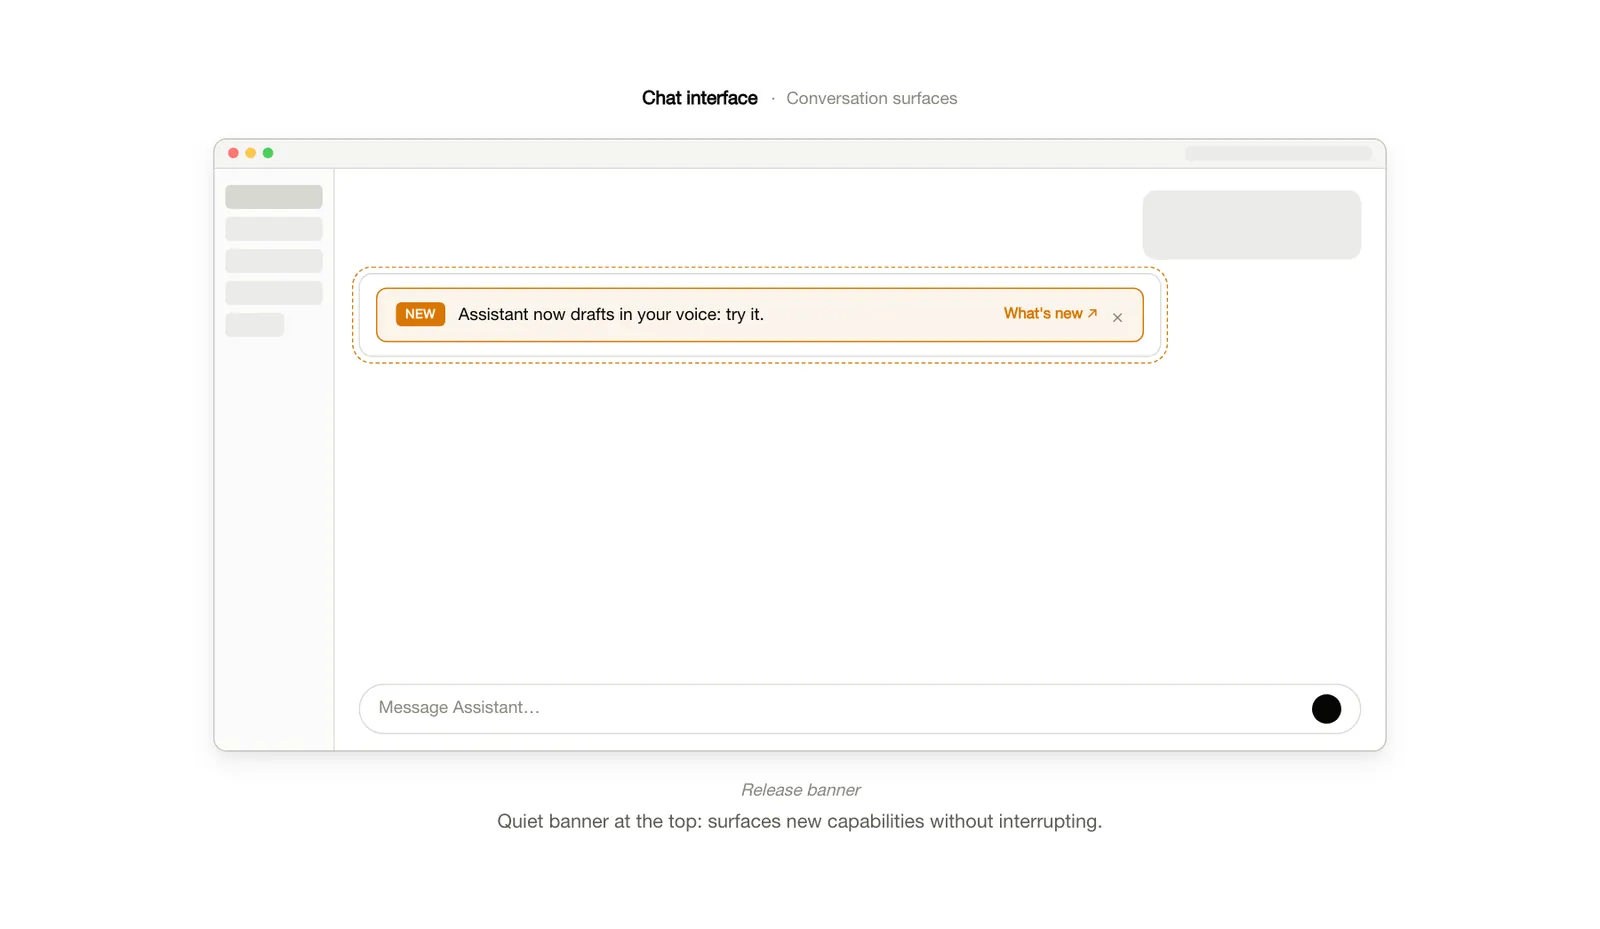 Chat interface · Conversation surfaces
NEW Assistant now drafts in your voice: try it. What's new ↗ ×
Message Assistant…
Release banner
Quiet banner at the top: surfaces new capabilities without interrupting.